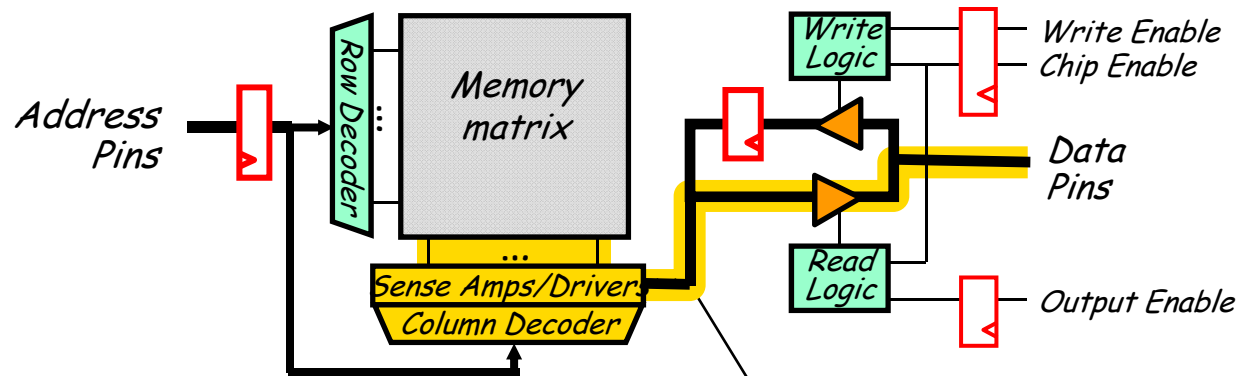 Address
Pins
Row Decoder
...
Memory
matrix
...
Sense Amps/Drivers
Column Decoder
Write
Logic
Read
Logic
Write Enable
Chip Enable
Data
Pins
Output Enable